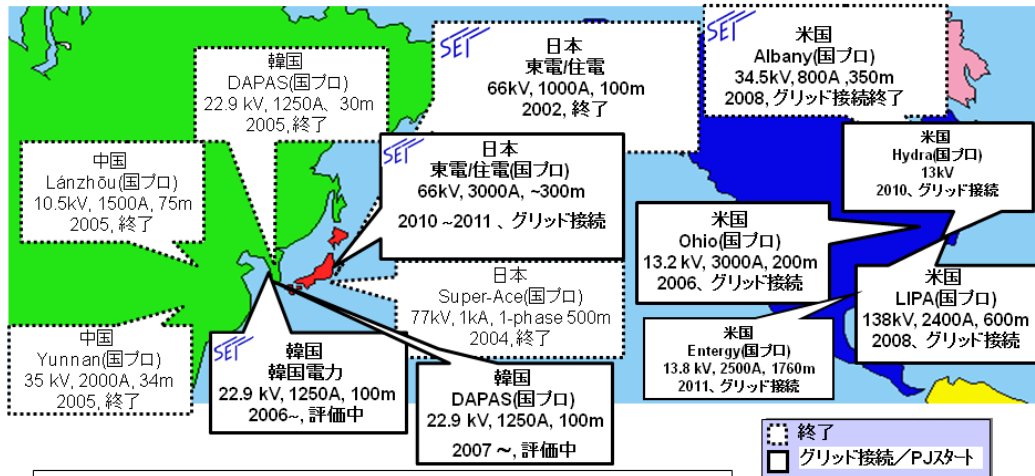 SEI
日本
東電/住電
66kV, 1000A, 100m
2002, 終了
SEI
米国
Albany(国プロ)
34.5kV, 800A ,350m
2008, グリッド接続終了
韓国
DAPAS(国プロ)
22.9 kV, 1250A、30m
2005, 終了
中国
Lánzhōu(国プロ)
10.5kV, 1500A, 75m
2005, 終了
SEI
日本
東電/住電(国プロ)
66kV, 3000A, ~300m
2010 ~2011 、グリッド接続
米国
Hydra(国プロ)
13kV
2010、グリッド接続
米国
Ohio(国プロ)
13.2 kV, 3000A, 200m
2006、グリッド接続
日本
Super-Ace(国プロ)
77kV, 1kA, 1-phase 500m
2004, 終了
米国
LIPA(国プロ)
138kV, 2400A, 600m
2008、グリッド接続
中国
Yunnan(国プロ)
35 kV, 2000A, 34m
2005, 終了
SEI
韓国
韓国電力
22.9 kV, 1250A, 100m
2006~, 評価中
韓国
DAPAS(国プロ)
22.9 kV, 1250A, 100m
2007 ~, 評価中
米国
Entergy(国プロ)
13.8 kV, 2500A, 1760m
2011、グリッド接続
終了
グリッド接続/PJスタート